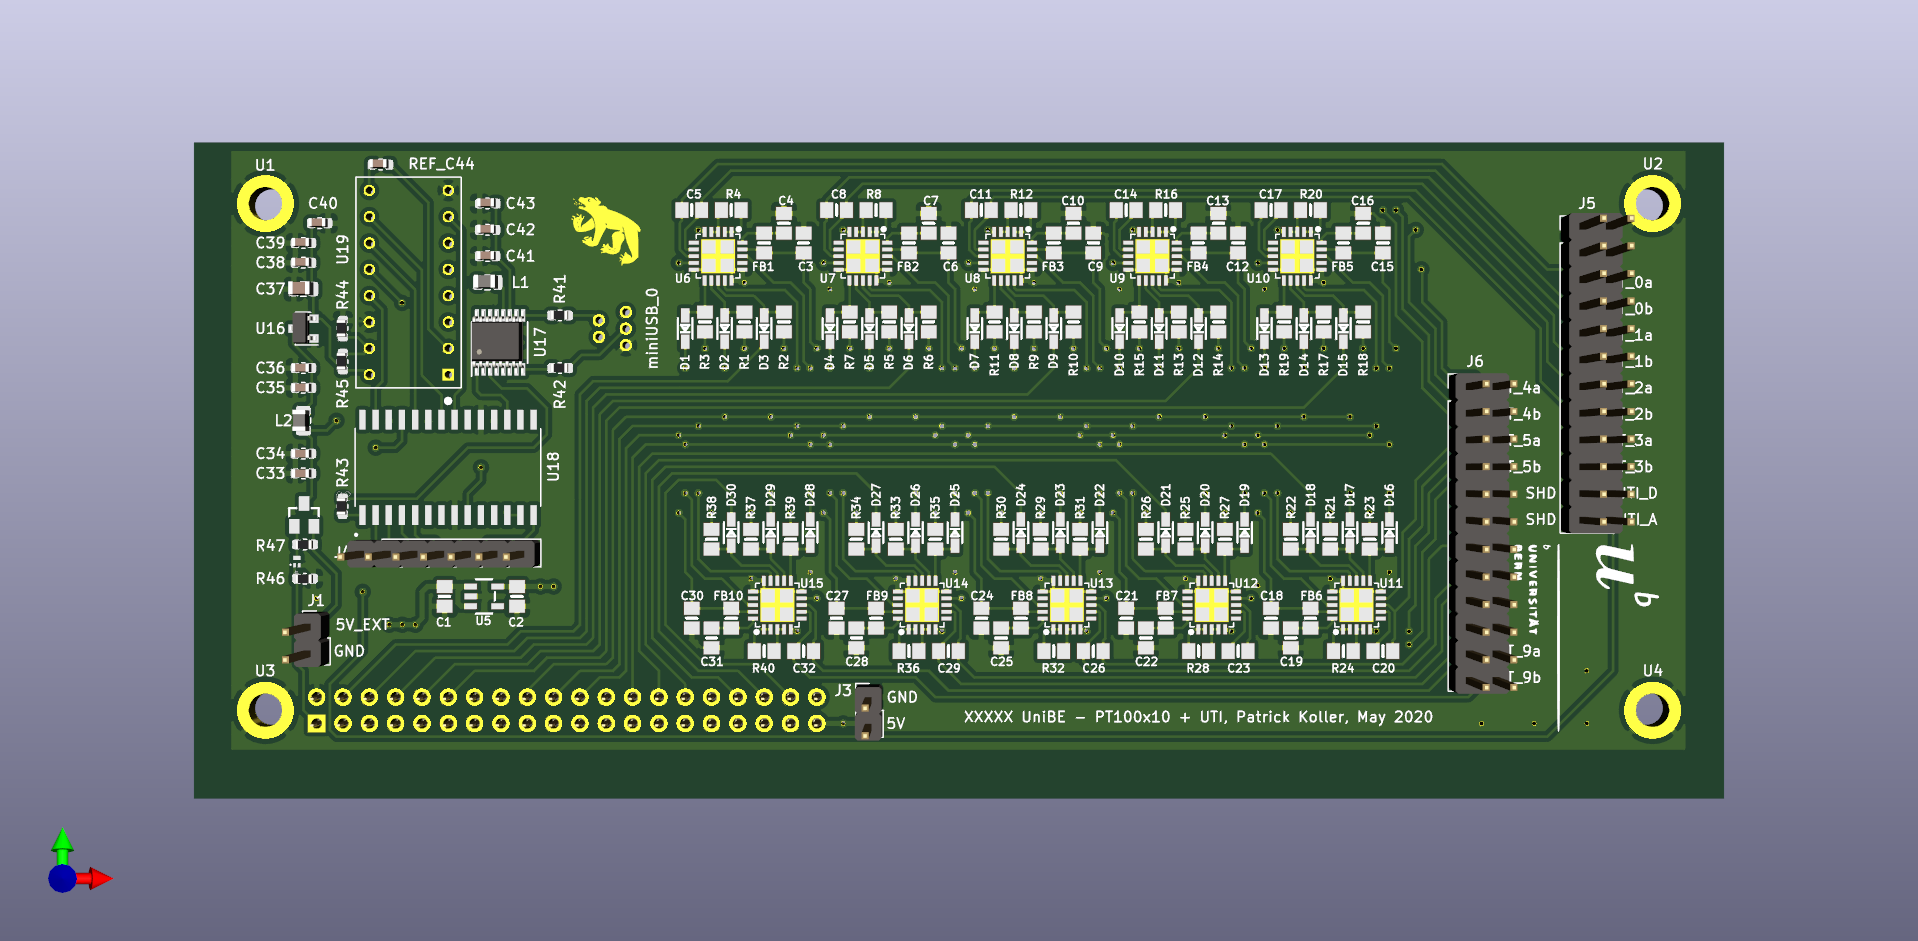 U1
REF_C44
U2
C40
C43
C42
C41
L1
C39
C38
C37
U19
R44
U16
R41
U17
miniUSB_0
C36
C35
R45
R42
L2
C34
C33
R43
U18
R47
R46
J1
5V_EXT
GND
U3
C1
U5
C2
C5
R4
C4
C8
R8
C7
C11
R12
C10
C14
R16
C13
C17
R20
C16
U6
FB1
C3
U7
FB2
C6
U8
FB3
C9
U9
FB4
C12
U10
FB5
C15
D1
R3
D2
R1
D3
R2
D4
R7
D5
R5
D6
R6
D7
R11
D8
R9
D9
R10
D10
R15
D11
R13
D12
R14
D13
R19
D14
R17
D15
R18
J5
_0a
_0b
_1a
_1b
_2a
_2b
_3a
_3b
TI_D
TI_A
J6
_4a
_4b
_5a
_5b
SHD
SHD
_9a
_9b
R38
D30
R37
D29
R39
D28
R34
D27
R33
D26
R35
D25
R30
D24
R29
D23
R31
D22
R26
D21
R25
D20
R27
D19
R22
D18
R21
D17
R23
D16
C30
FB10
U15
C27
FB9
U14
C24
FB8
U13
C21
FB7
U12
C18
FB6
U11
C31
R40
C32
C28
R36
C29
C25
R32
C26
C22
R28
C23
C19
R24
C20
b
UNIVERSITÄT
BERN
u
b
U4
J3
GND
5V
XXXXX UniBE - PT100x10 + UTI, Patrick Koller, May 2020